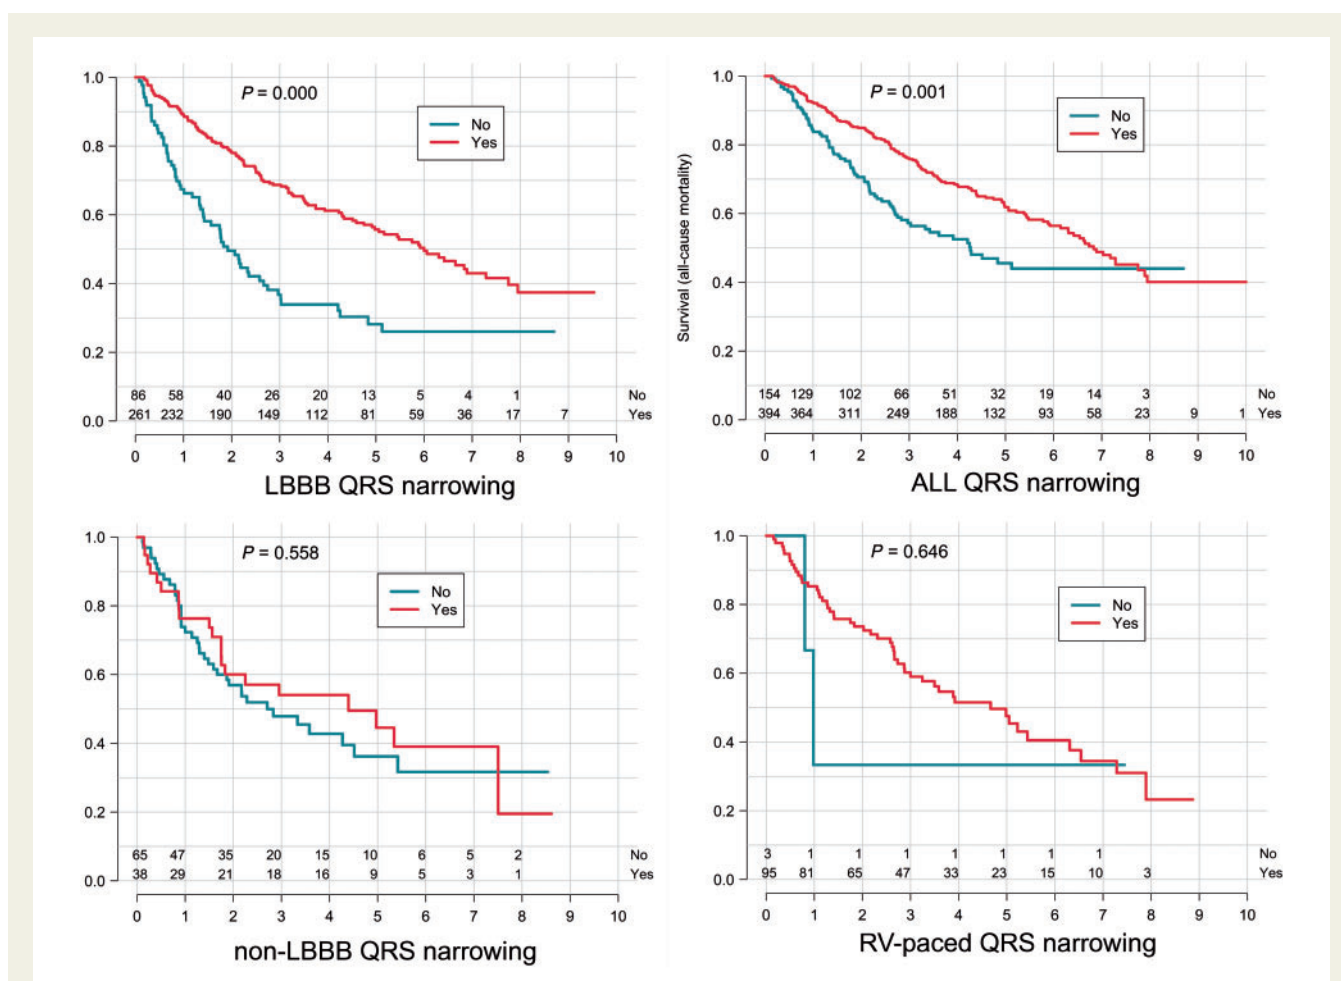 P = 0.000
No
Yes
1.0
0.8
0.6
0.4
0.2
0.0
86 58 40 26 20 13 5 4 1 No
261 232 190 149 112 81 59 36 17 7 Yes
0 1 2 3 4 5 6 7 8 9 10
LBBB QRS narrowing
P = 0.001
No
Yes
Survival (all-cause mortality)
1.0
0.8
0.6
0.4
0.2
0.0
154 129 102 66 51 32 19 14 3 No
394 364 311 249 188 132 93 58 23 9 1 Yes
0 1 2 3 4 5 6 7 8 9 10
ALL QRS narrowing
P = 0.558
No
Yes
1.0
0.8
0.6
0.4
0.2
0.0
65 47 35 20 15 10 6 5 2 No
38 29 21 18 16 9 5 3 1 Yes
0 1 2 3 4 5 6 7 8 9 10
non-LBBB QRS narrowing
P = 0.646
No
Yes
1.0
0.8
0.6
0.4
0.2
0.0
3 1 1 1 1 1 1 1 No
95 81 65 47 33 23 15 10 3 Yes
0 1 2 3 4 5 6 7 8 9 10
RV-paced QRS narrowing